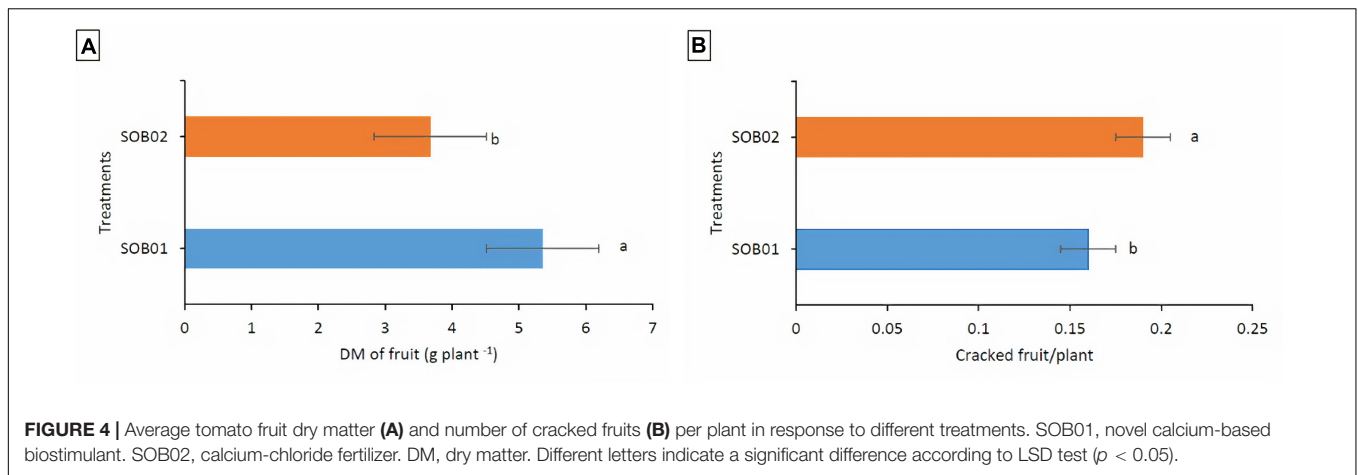 A
SOB02
b
Treatments
SOB01
a
0 1 2 3 4 5 6 7
DM of fruit (g plant -1)
B
SOB02
a
Treatments
SOB01
b
0 0.05 0.1 0.15 0.2 0.25
Cracked fruit/plant
FIGURE 4 | Average tomato fruit dry matter (A) and number of cracked fruits (B) per plant in response to different treatments. SOB01, novel calcium-based
biostimulant. SOB02, calcium-chloride fertilizer. DM, dry matter. Different letters indicate a significant difference according to LSD test (p < 0.05).